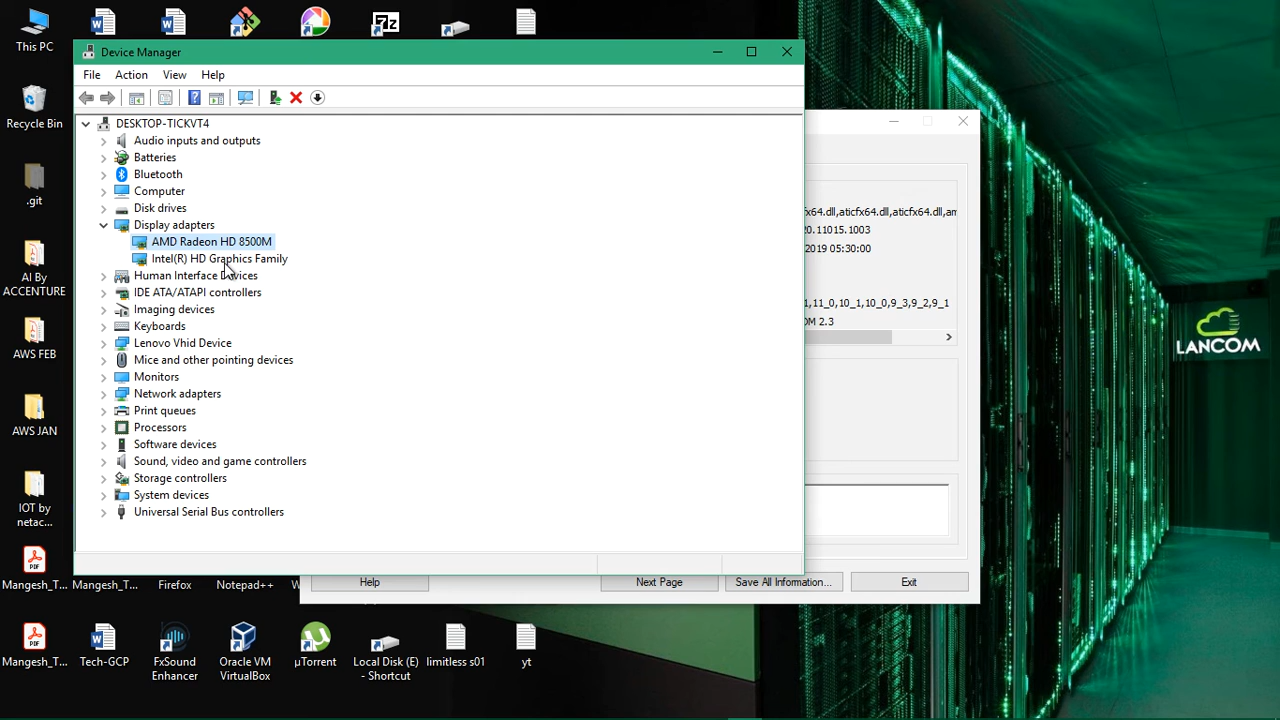 This PC
Device Manager
File Action View Help
Recycle Bin
DESKTOP-TICKVT4
Audio inputs and outputs
Batteries
Bluetooth
Computer
Disk drives
Display adapters
AMD Radeon HD 8500M
Intel(R) HD Graphics Family
Human Interface Devices
IDE ATA/ATAPI controllers
Imaging devices
Keyboards
Lenovo Vhid Device
Mice and other pointing devices
Monitors
Network adapters
Print queues
Processors
Software devices
Sound, video and game controllers
Storage controllers
System devices
Universal Serial Bus controllers
.git
AI By
ACCENTURE
AWS FEB
AWS JAN
IOT by
netac...
fx64.dll,aticfx64.dll,aticfx64.dll,am
20.11015.1003
2019 05:30:00
1,11_0,10_1,10_0,9_3,9_2,9_1
DM 2.3
LANCOM
Help Next Page Save All Information... Exit
Mangesh_T... Mangesh_T... Firefox Notepad++ W
Mangesh_T... Tech-GCP FxSound
Enhancer Oracle VM
VirtualBox µTorrent Local Disk (E)
- Shortcut limitless s01 yt
7z